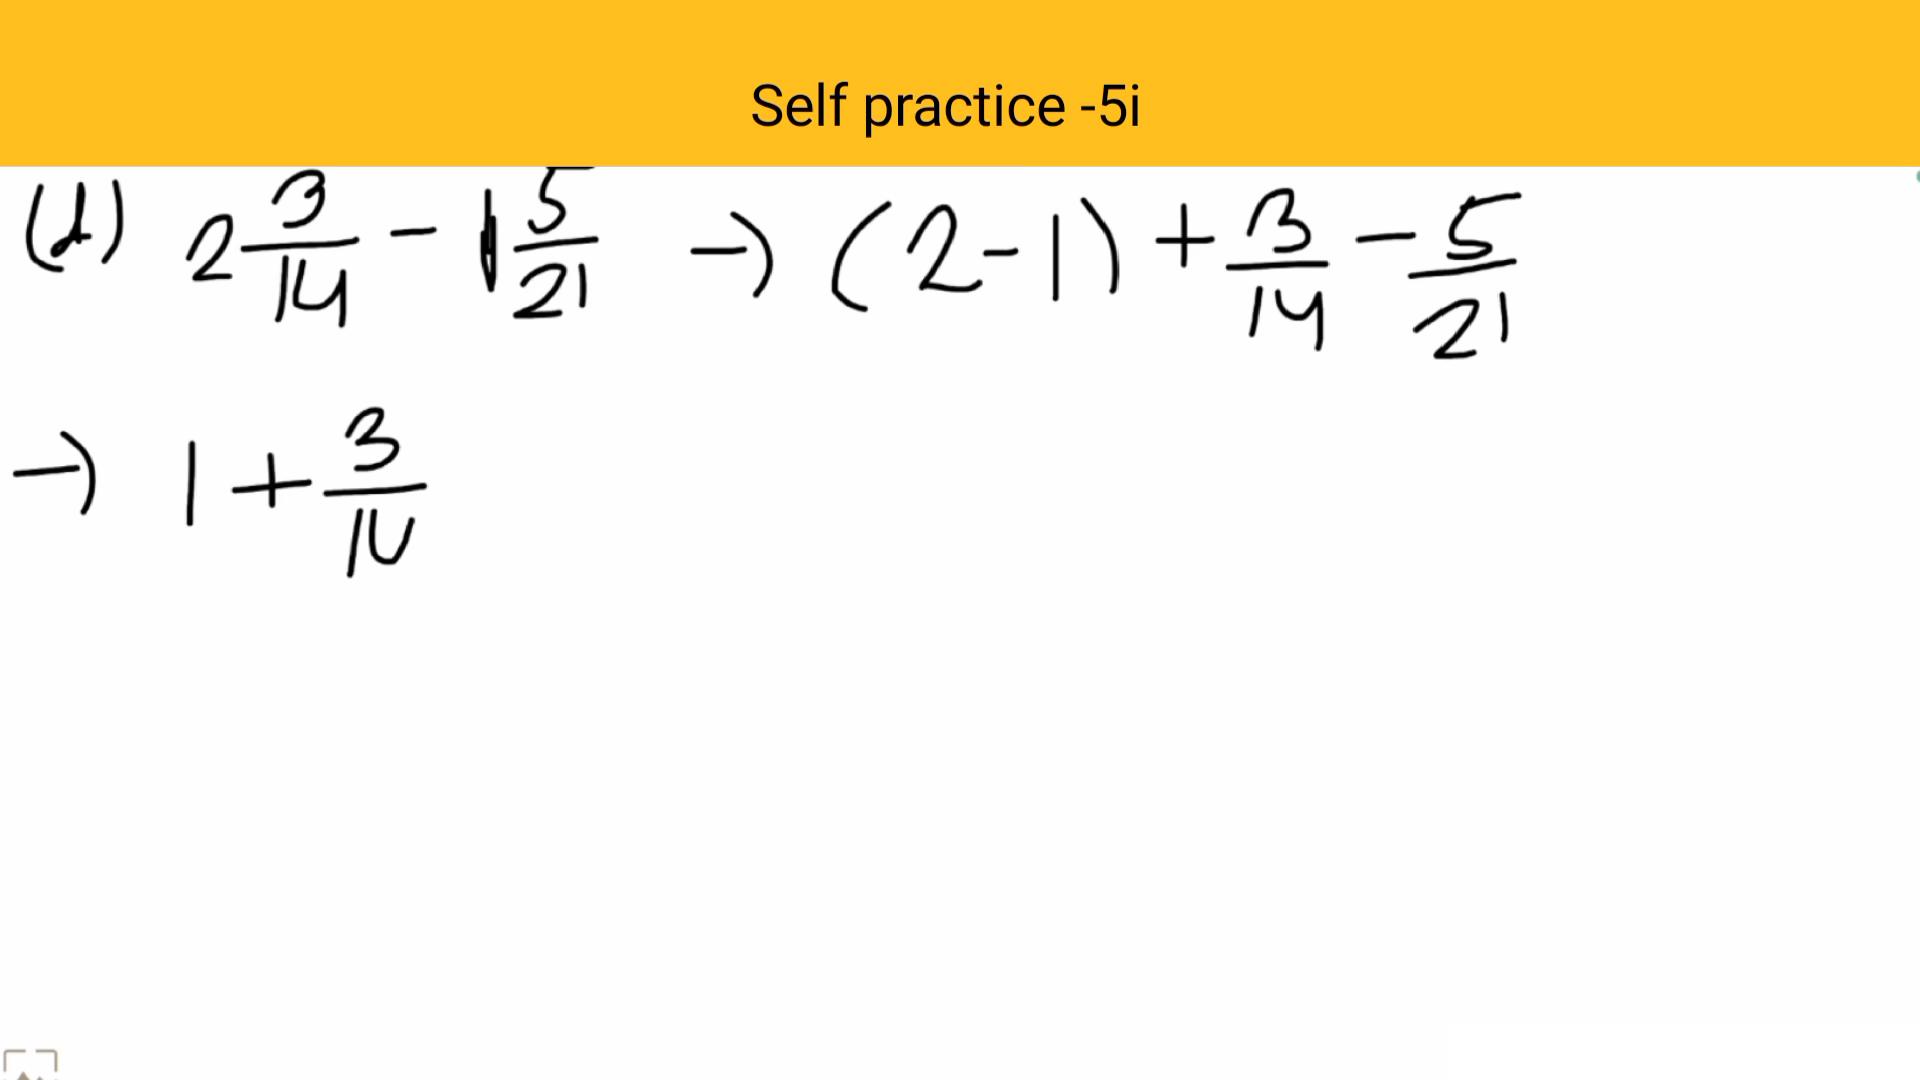 Self practice -5i
(d) 2 3/14 - 1 5/21 → (2-1) + 3/14 - 5/21
→ 1 + 3/14